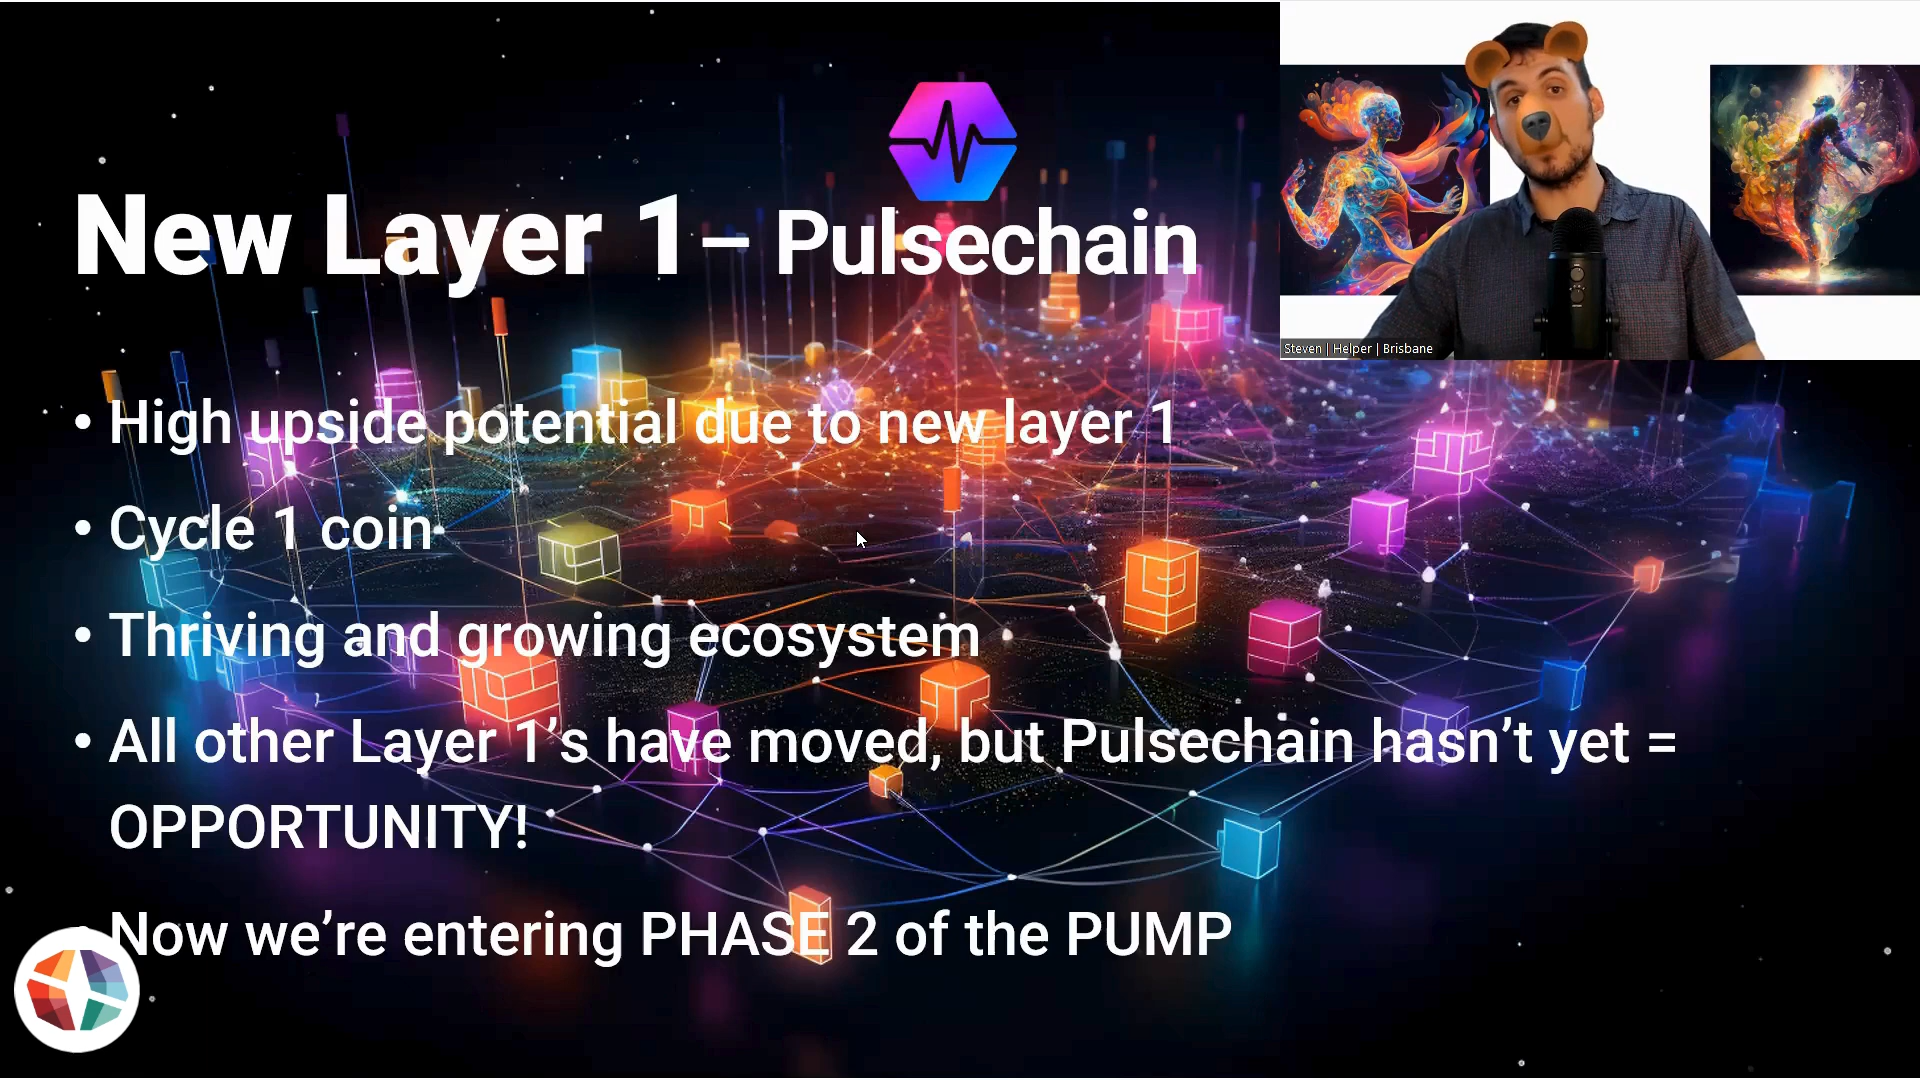 New Layer 1 – Pulsechain
Steven | Helper | Brisbane
• High upside potential due to new layer 1
• Cycle 1 coin
• Thriving and growing ecosystem
• All other Layer 1’s have moved, but Pulsechain hasn’t yet =
OPPORTUNITY!
Now we’re entering PHASE 2 of the PUMP